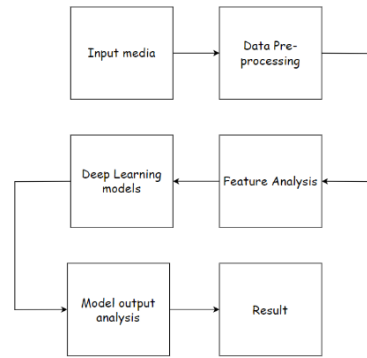 Input media
Data Pre-
processing
Deep Learning
models
Feature Analysis
Model output
analysis
Result